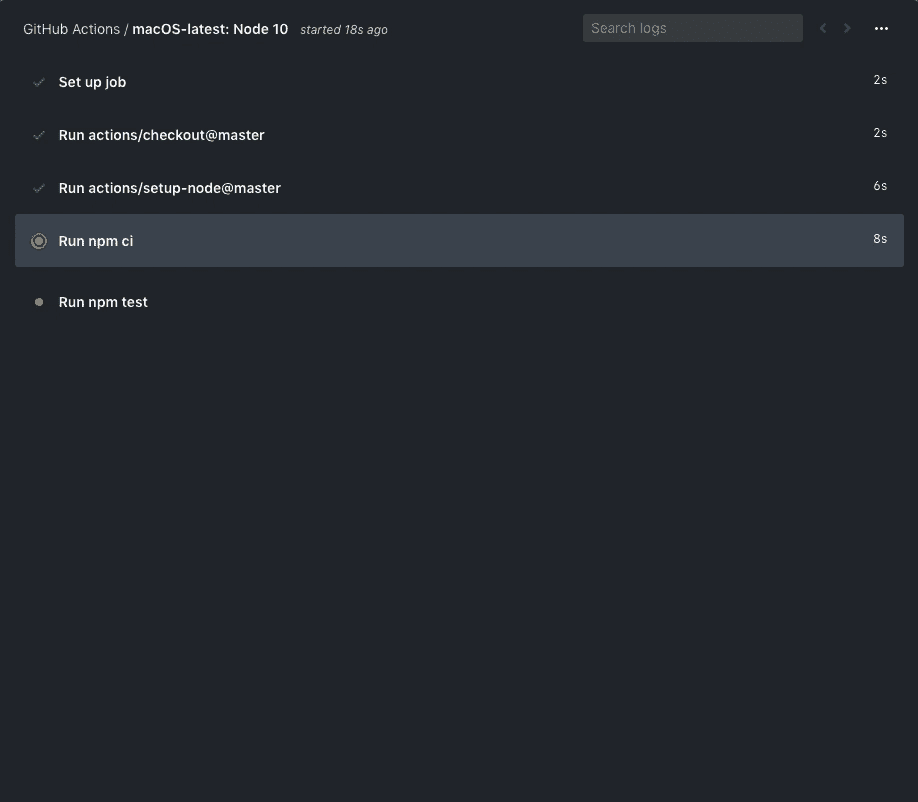 GitHub Actions / macOS-latest: Node 10 started 18s ago Search logs
Set up job 2s
Run actions/checkout@master 2s
Run actions/setup-node@master 6s
Run npm ci 8s
Run npm test